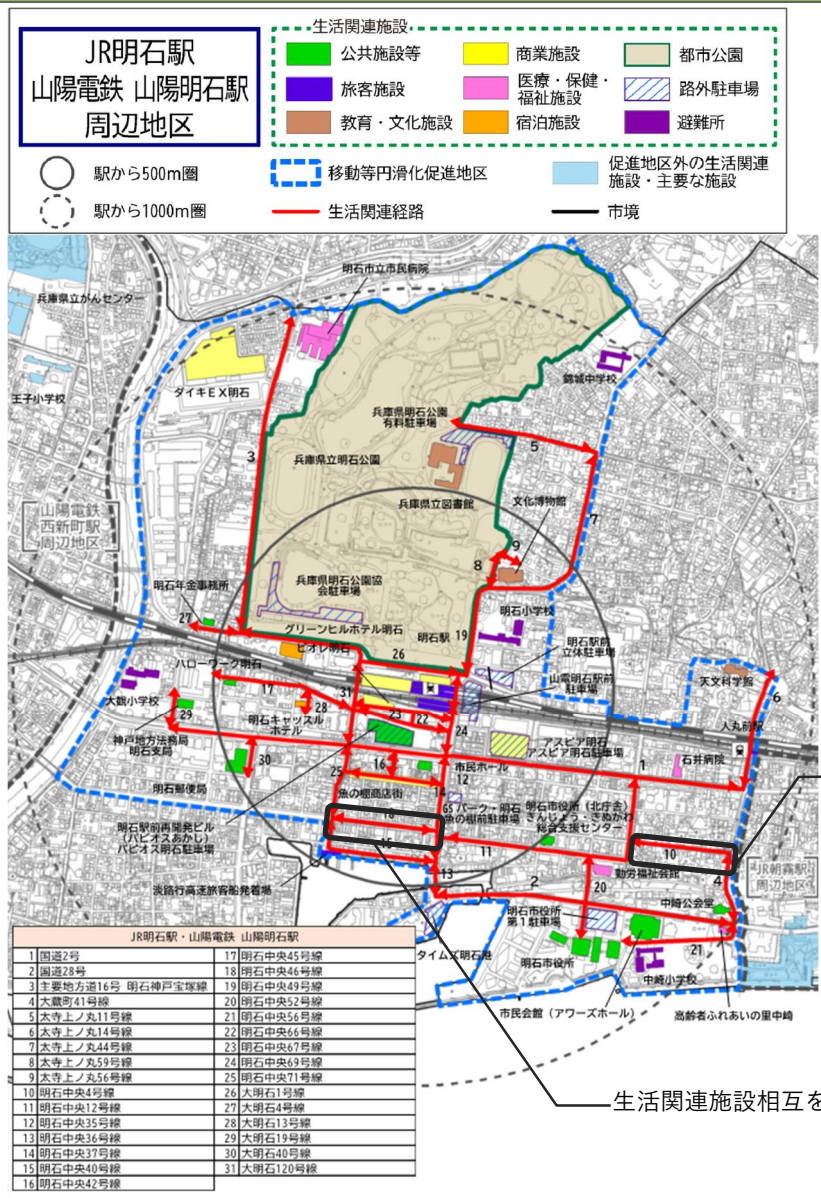 JR明石駅
山陽電鉄 山陽明石駅
周辺地区
生活関連施設
公共施設等
商業施設
都市公園
旅客施設
医療・保健・
福祉施設
路外駐車場
教育・文化施設
宿泊施設
避難所
駅から500m圏
移動等円滑化促進地区
促進地区外の生活関連
施設・主要な施設
駅から1000m圏
生活関連経路
市境
明石市立市民病院
兵庫県立がんセンター
錦城中学校
ダイキEX明石
王子小学校
兵庫県明石公園
有料駐車場
5
3
兵庫県立明石公園
兵庫県立図書館
文化博物館
7
山陽電鉄
西新町駅
周辺地区
9
8
明石年金事務所
兵庫県明石公園協
会駐車場
明石小学校
27
グリーンヒルホテル明石
明石駅
19
明石駅前
立体駐車場
ピオレ明石
26
ハローワーク明石
山電明石駅前
駐車場
天文科学館
6
大観小学校
17
31
28
23
22
人丸前駅
29
明石キャッスル
ホテル
24
アスピア明石
アスピア明石駐車場
神戸地方法務局
明石支局
1
石井病院
30
16
市民ホール
25
12
明石郵便局
魚の棚商店街
14
GSパーク・明石
魚の棚前駐車場
明石市役所(北庁舎)
きんじょう・きぬがわ
総合支援センター
明石駅前再開発ビル
(パピオスあかし)
パピオス明石駐車場
18
15
11
10
13
勤労福祉会館
JR朝霧駅
周辺地区
淡路行高速旅客船発着場
2
20
4
中崎公会堂
明石市役所
第1駐車場
タイムズ明石港
明石市役所
21
中崎小学校
市民会館(アワーズホール)
高齢者ふれあいの里中崎
生活関連施設相互を
JR明石駅・山陽電鉄 山陽明石駅
1 国道2号
2 国道28号
3 主要地方道16号 明石神戸宝塚線
4 大蔵町41号線
5 太寺上ノ丸11号線
6 太寺上ノ丸14号線
7 太寺上ノ丸44号線
8 太寺上ノ丸59号線
9 太寺上ノ丸56号線
10 明石中央4号線
11 明石中央12号線
12 明石中央35号線
13 明石中央36号線
14 明石中央37号線
15 明石中央40号線
16 明石中央42号線
17 明石中央45号線
18 明石中央46号線
19 明石中央49号線
20 明石中央52号線
21 明石中央56号線
22 明石中央66号線
23 明石中央67号線
24 明石中央69号線
25 明石中央71号線
26 大明石1号線
27 大明石4号線
28 大明石13号線
29 大明石19号線
30 大明石40号線
31 大明石120号線